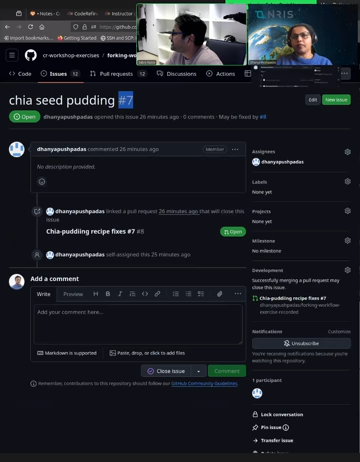 CodeRefin
Instructor
Import bookmarks...
Getting Started
SSH and SCP:
https://github.co
NRIS
cr-workshop-exercises / forking-wo
Code
Issues 12
Pull requests 12
Discussions
Actions
chia seed pudding #7
Edit
New issue
Open
dhanyapushpadas opened this issue 26 minutes ago · 0 comments · May be fixed by #8
dhanyapushpadas commented 26 minutes ago
Member
No description provided.
dhanyapushpadas linked a pull request 26 minutes ago that will close this
issue
Chia-pudding recipe fixes #7 #8
Open
dhanyapushpadas self-assigned this 25 minutes ago
Add a comment
Write
Preview
Add your comment here...
Markdown is supported
Paste, drop, or click to add files
Close issue
Comment
Remember, contributions to this repository should follow our GitHub Community Guidelines.
Assignees
dhanyapushpadas
Labels
None yet
Projects
None yet
Milestone
No milestone
Development
Successfully merging a pull request may
close this issue.
Chia-pudding recipe fixes #7
Notifications
Customize
Unsubscribe
You're receiving notifications because you're
watching this repository.
1 participant
Lock conversation
Pin issue
Transfer issue